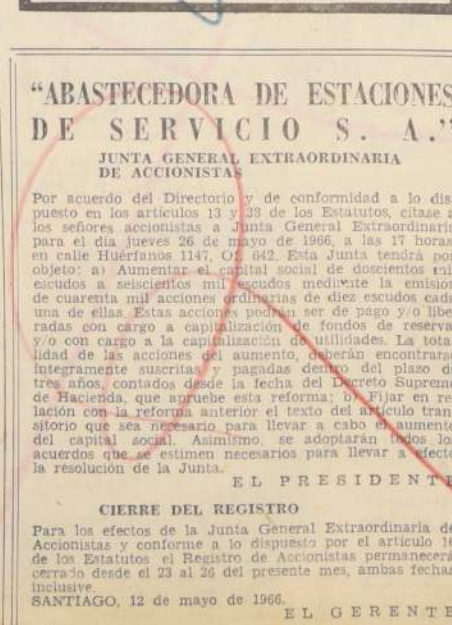 "ABASTECEDORA DE ESTACIONES
DE SERVICIO S. A."
JUNTA GENERAL EXTRAORDINARIA
DE ACCIONISTAS
Por acuerdo del Directorio y de conformidad a lo dis
puesto en los artículos 13 y 38 de los Estatutos, cítase a
los señores accionistas a Junta General Extraordinaria
para el día jueves 26 de mayo de 1966, a las 17 horas,
en calle Huérfanos 1147, Of. 642. Esta Junta tendrá por
objeto: a) Aumentar el capital social de doscientos mil
escudos a seiscientos mil escudos mediante la emisión
de cuarenta mil acciones ordinarias de diez escudos cada
una de ellas. Estas acciones podrán ser de pago y/o libe
radas con cargo a capitalización de fondos de reserva
y/o con cargo a la capitalización de utilidades. La tota
lidad de las acciones del aumento, deberán encontrarse
íntegramente suscritas y pagadas dentro del plazo de
tres años, contados desde la fecha del Decreto Supremo
de Hacienda, que apruebe esta reforma; b) Fijar en re
lación con la reforma anterior el texto del artículo tran
sitorio que sea necesario para llevar a cabo el aumento
del capital social. Asimismo, se adoptarán todos los
acuerdos que se estimen necesarios para llevar a efecto
la resolución de la Junta.
EL PRESIDENTE
CIERRE DEL REGISTRO
Para los efectos de la Junta General Extraordinaria de
Accionistas y conforme a lo dispuesto por el artículo 16
de los Estatutos el Registro de Accionistas permanecerá
cerrado desde el 23 al 26 del presente mes, ambas fechas
inclusive.
SANTIAGO, 12 de mayo de 1966.
EL GERENTE